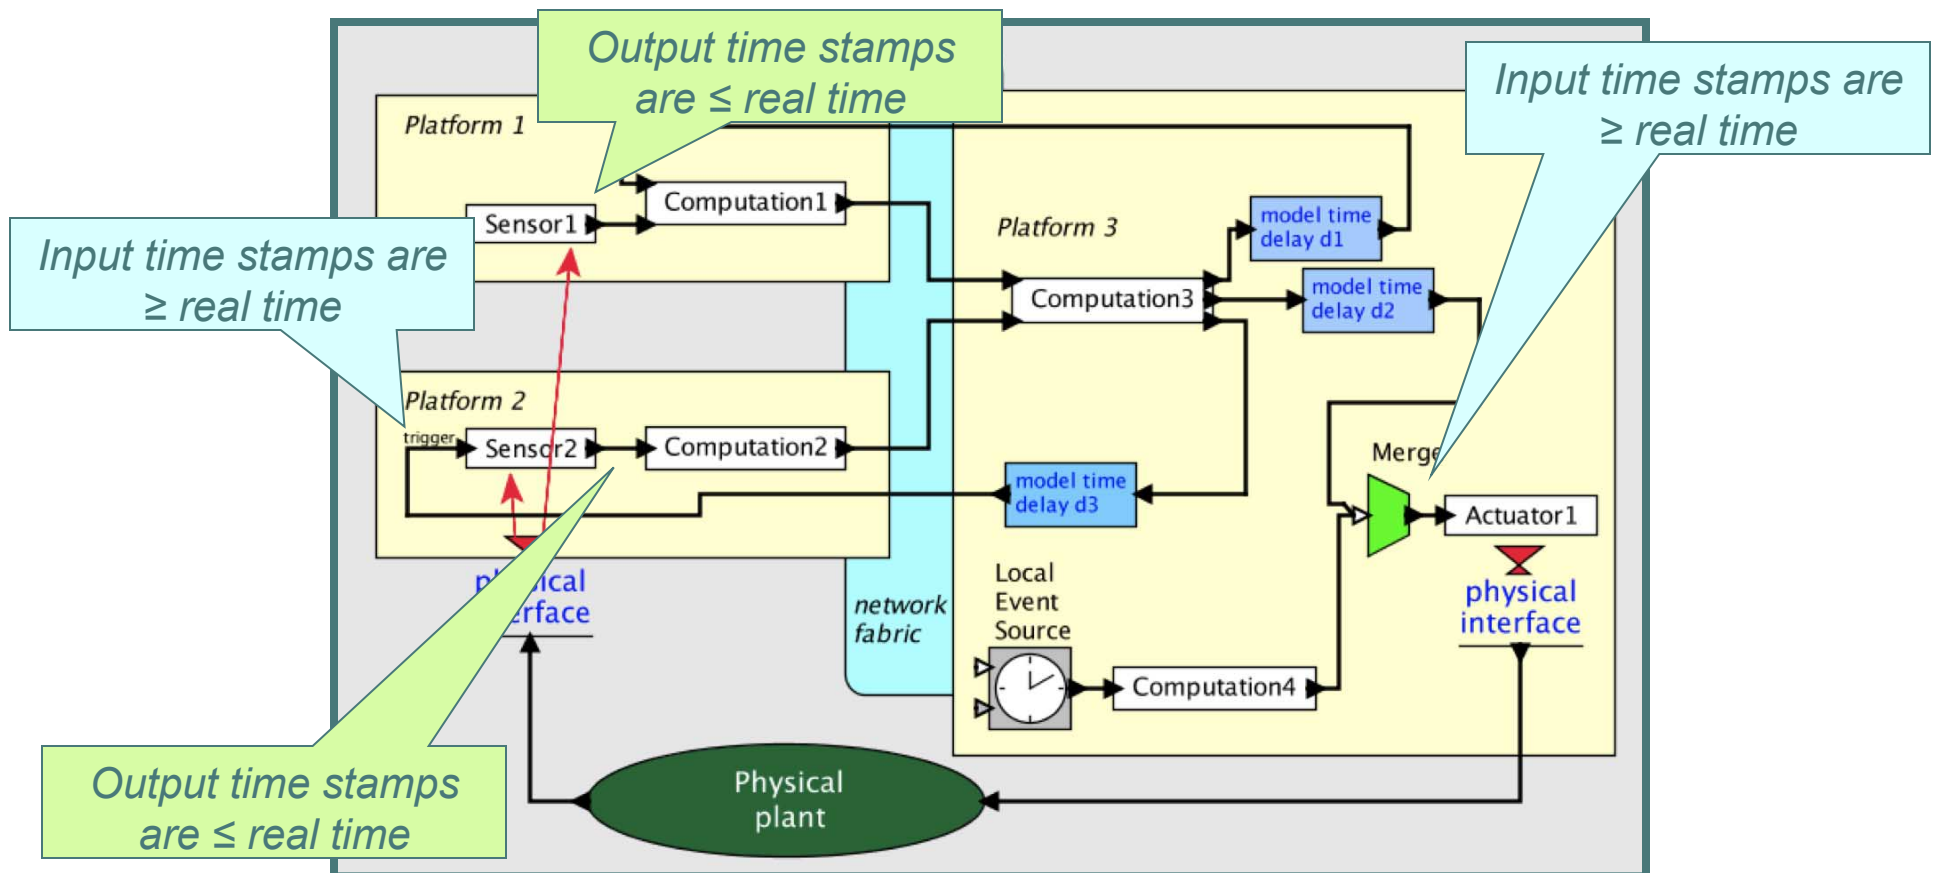 Output time stamps
are ≤ real time
Input time stamps are
≥ real time
Platform 1
Computation1
Sensor1
Platform 3
model time
delay d1
Input time stamps are
≥ real time
Computation3
model time
delay d2
Platform 2
trigger
Sensor2
Computation2
Merge
model time
delay d3
Actuator1
physical
interface
Local
Event
Source
physical
interface
network
fabric
Computation4
Output time stamps
are ≤ real time
Physical
plant